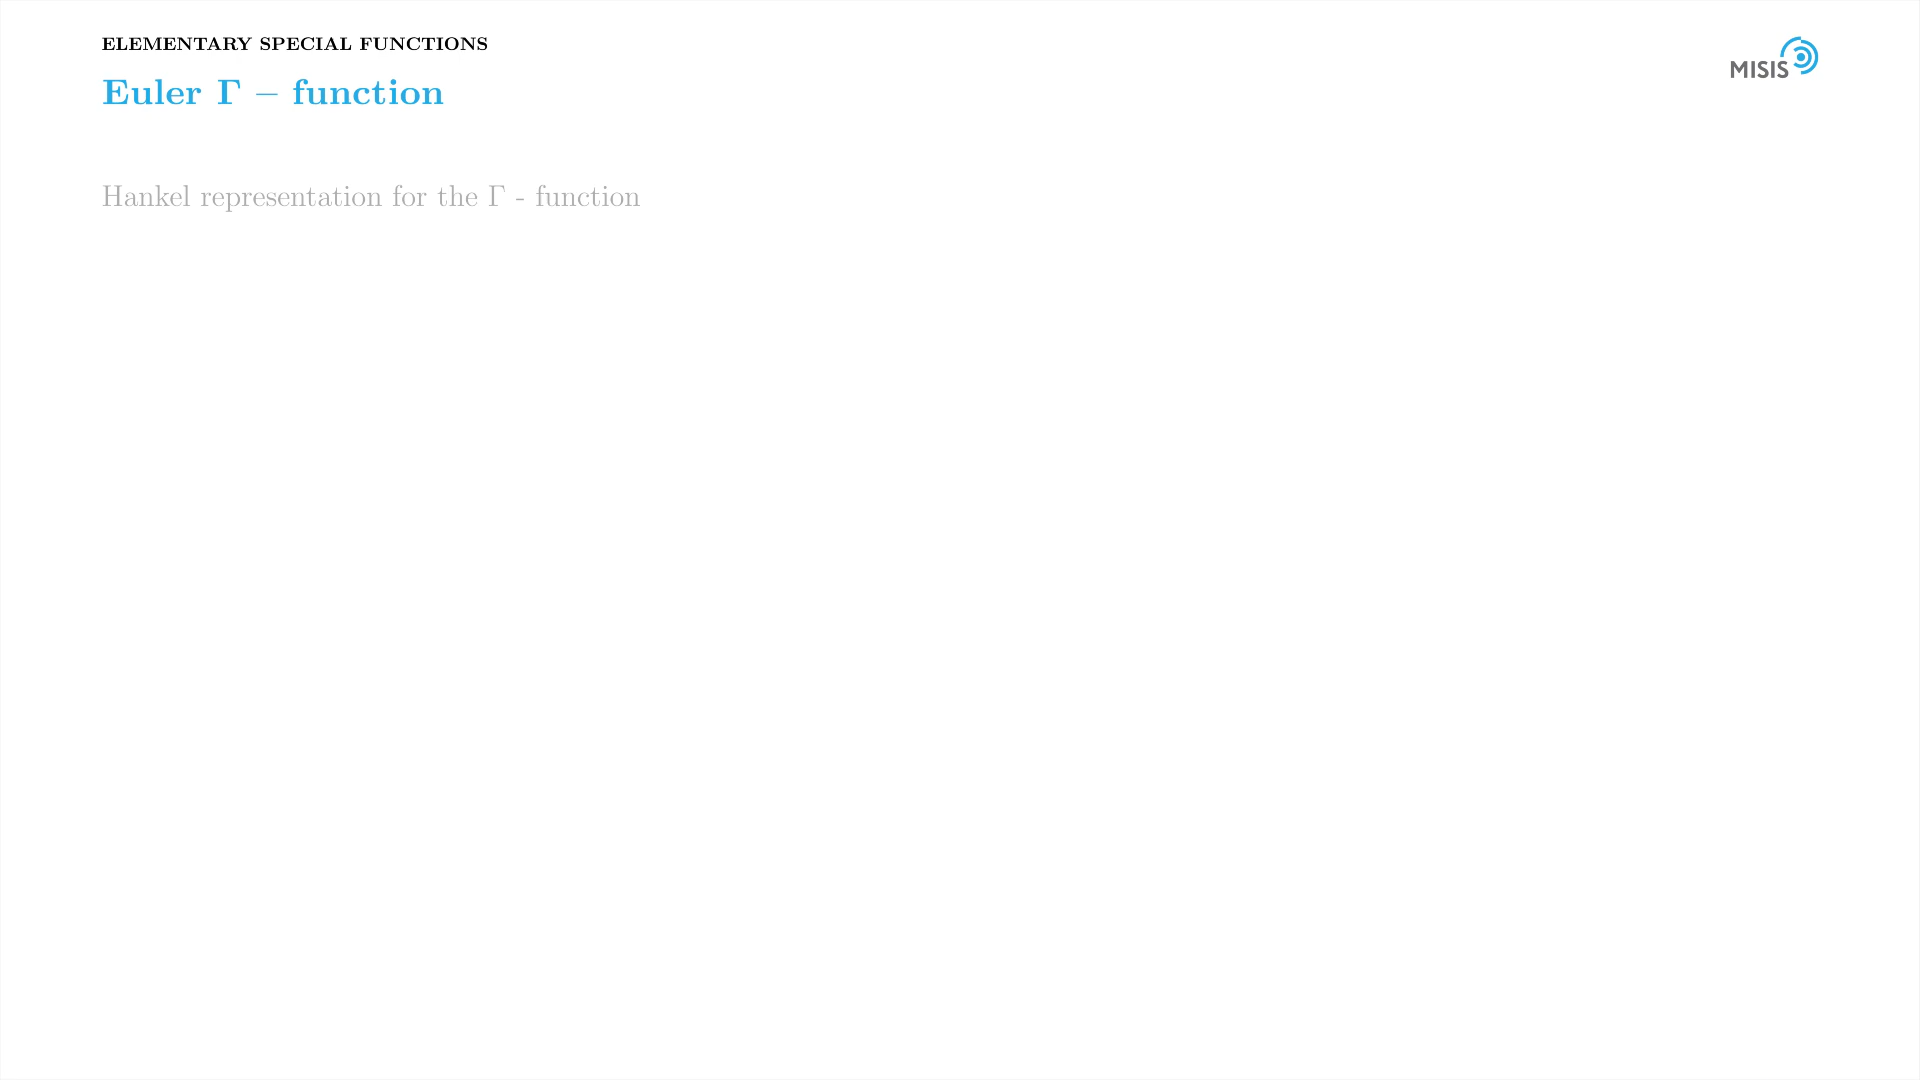 ELEMENTARY SPECIAL FUNCTIONS
Euler Γ – function
MISIS
Hankel representation for the Γ - function